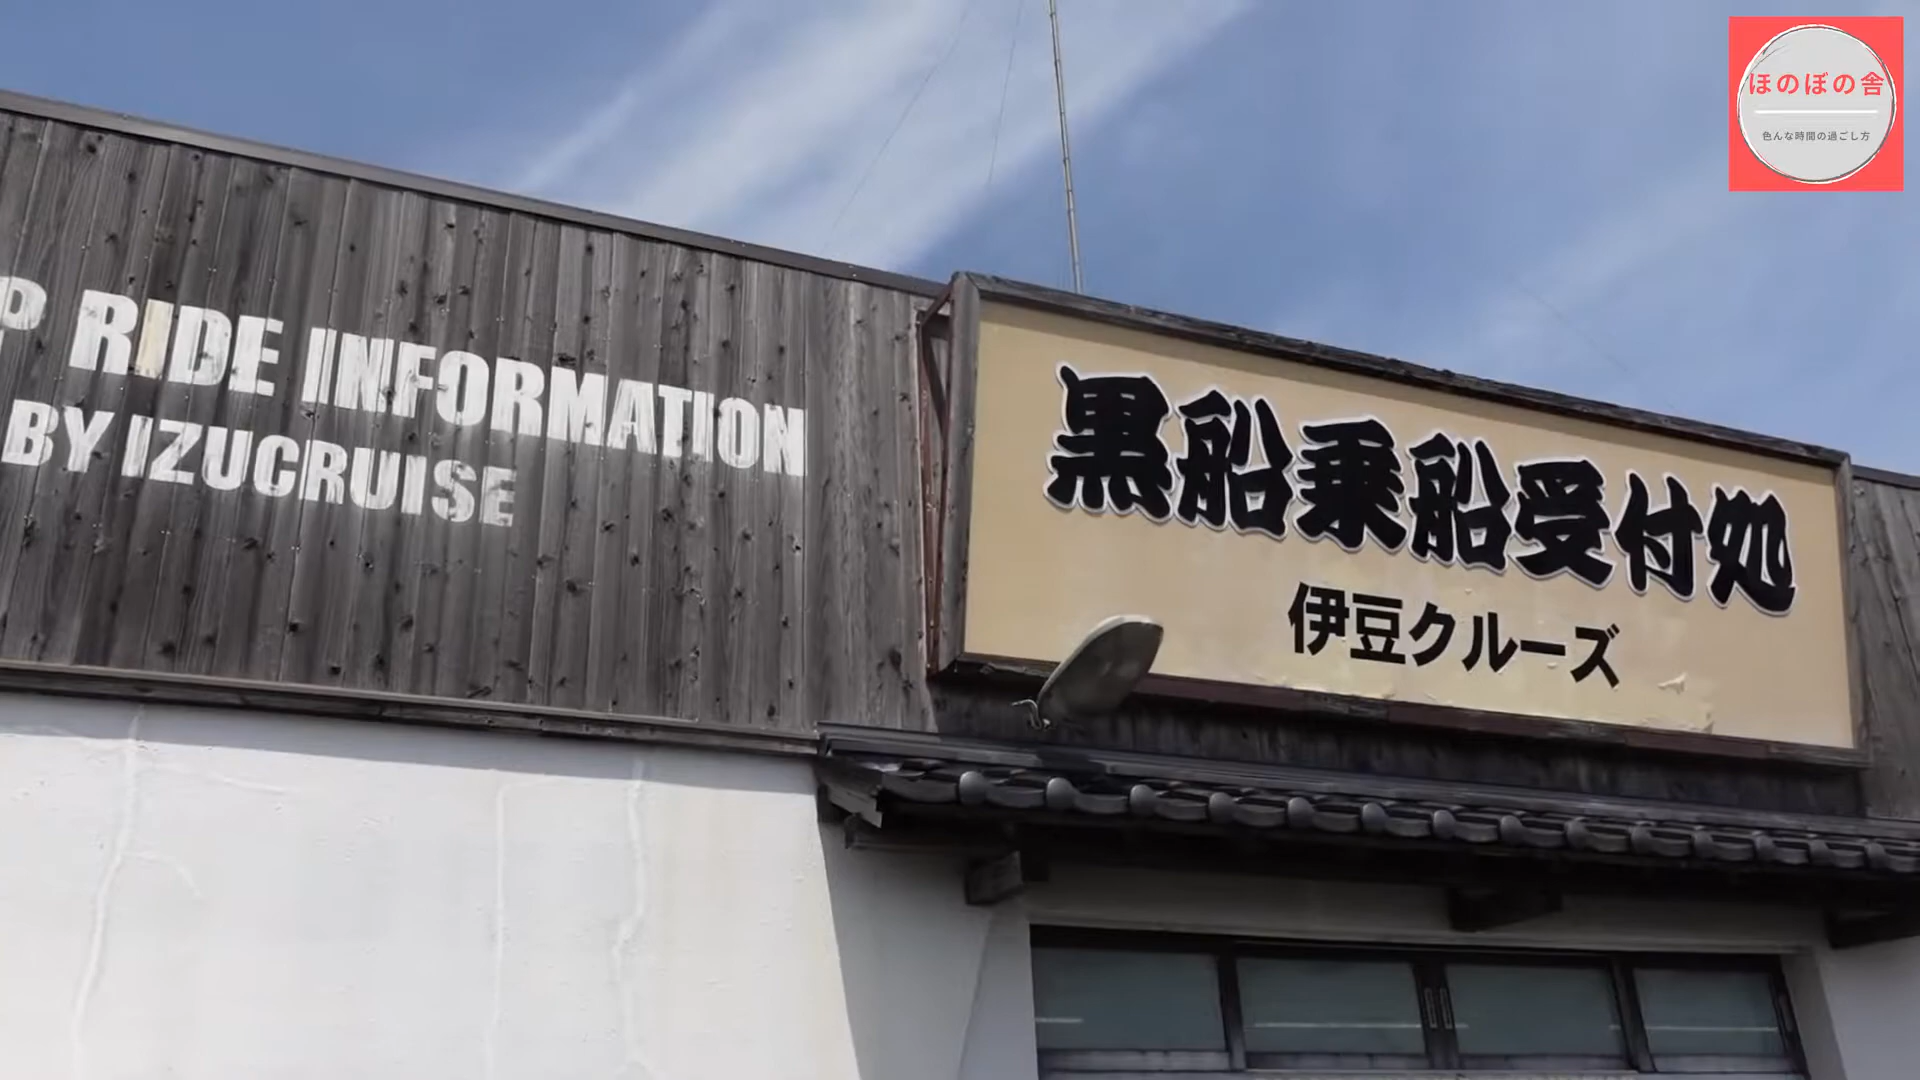 P RIDE INFORMATION
BY IZUCRUISE
黒船乗船受付処
伊豆クルーズ
ほのぼの舎
色んな時間の過ごし方